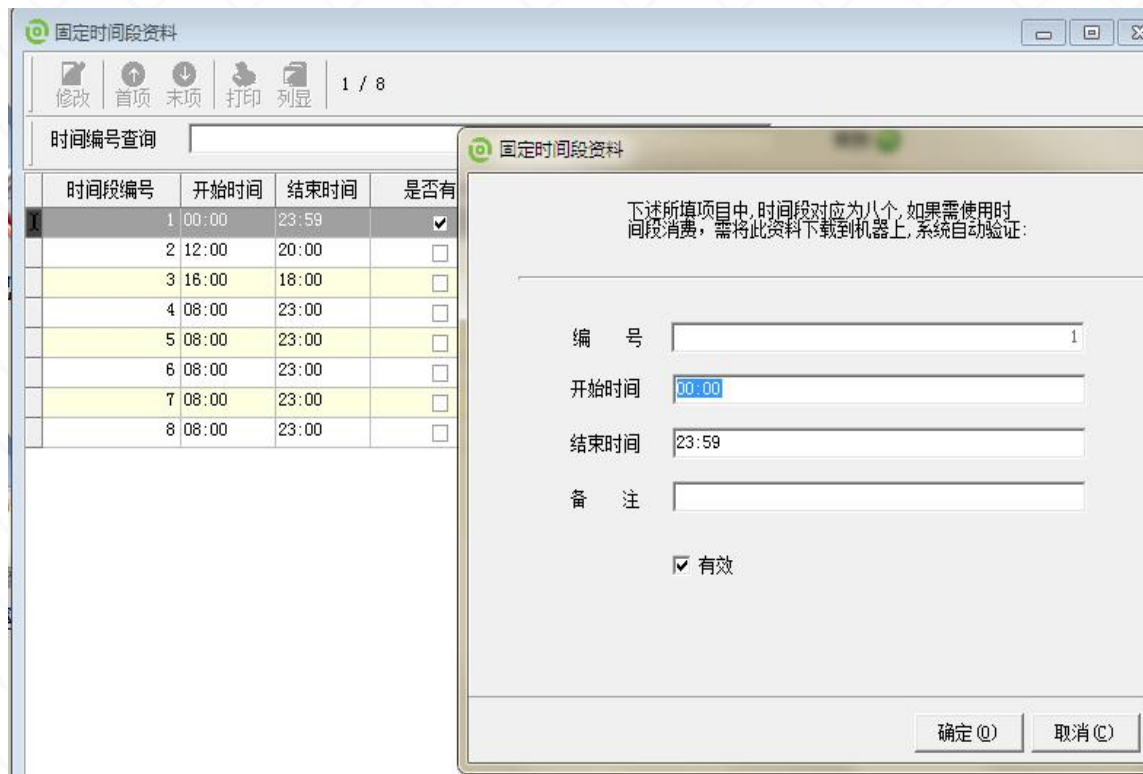 固定时间段资料
修改 首项 末项 打印 列显 1 / 8
时间编号查询
时间段编号 开始时间 结束时间 是否有
1 00:00 23:59
2 12:00 20:00
3 16:00 18:00
4 08:00 23:00
5 08:00 23:00
6 08:00 23:00
7 08:00 23:00
8 08:00 23:00
固定时间段资料
下述所填项目中,时间段对应为八个,如果需使用时
间段消费，需将此资料下载到机器上,系统自动验证:
编 号 1
开始时间 00:00
结束时间 23:59
备 注
有效
确定(O) 取消(C)